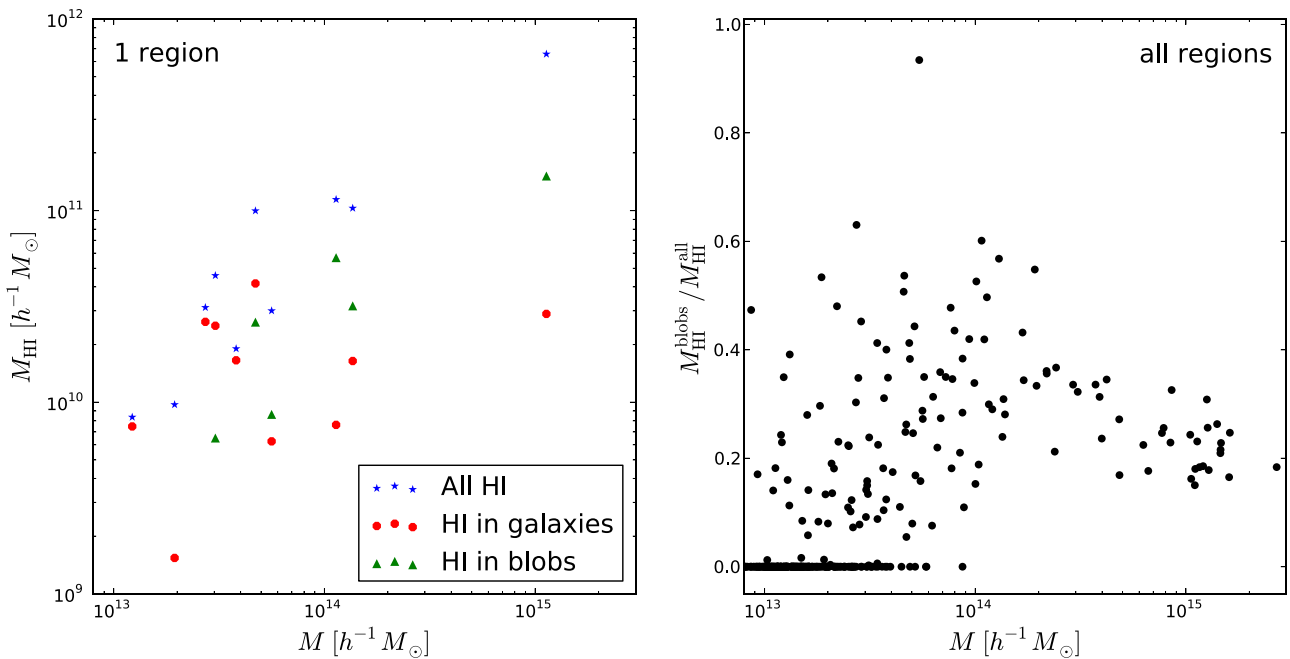 1 region
10^12
10^11
10^10
10^9
M_HI [h^−1 M_⊙]
10^13 10^14 10^15
M [h^−1 M_⊙]
All HI
HI in galaxies
HI in blobs
all regions
1.0
0.8
0.6
0.4
0.2
0.0
M_HI^blobs / M_HI^all
10^13 10^14 10^15
M [h^−1 M_⊙]